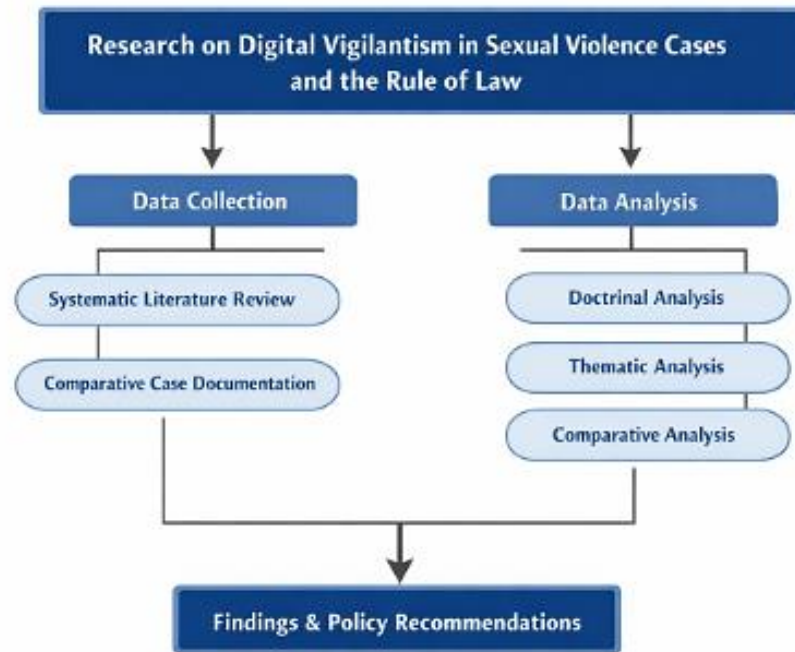 Research on Digital Vigilantism in Sexual Violence Cases
and the Rule of Law
Data Collection
Data Analysis
Systematic Literature Review
Comparative Case Documentation
Doctrinal Analysis
Thematic Analysis
Comparative Analysis
Findings & Policy Recommendations